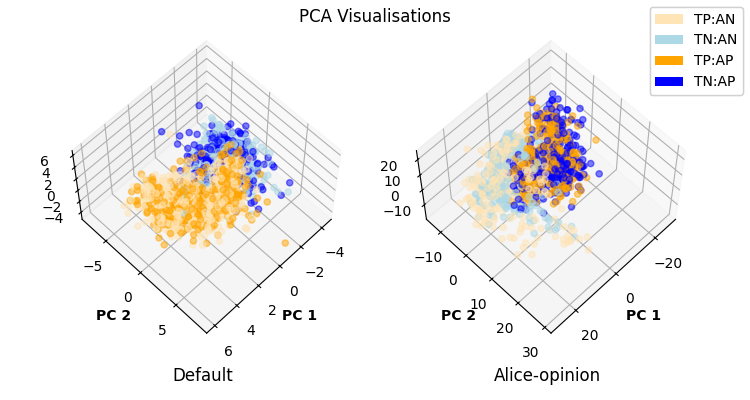 PCA Visualisations
TP:AN
TN:AN
TP:AP
TN:AP
6
4
2
0
−2
−4
−5
0
5
PC 2
6
4
2
0
−2
−4
PC 1
Default
20
10
0
−10
−10
0
10
20
30
PC 2
20
0
−20
PC 1
Alice-opinion